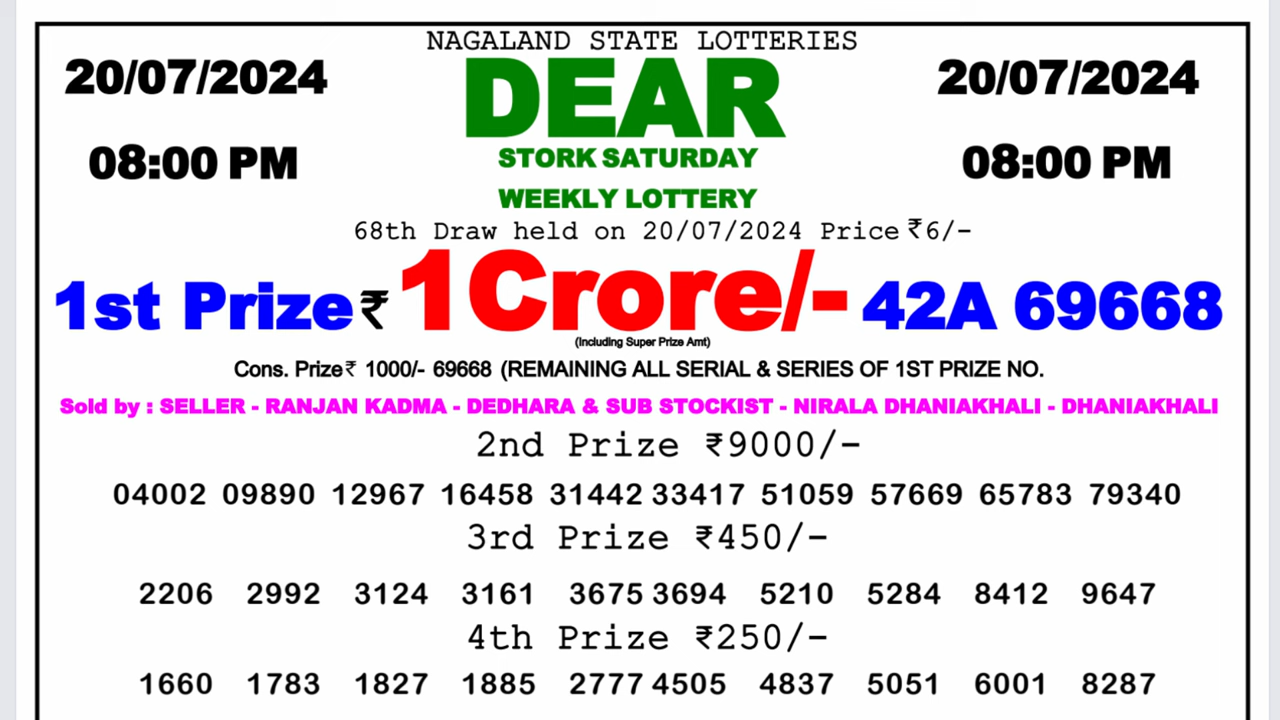 NAGALAND STATE LOTTERIES
20/07/2024 DEAR 20/07/2024
08:00 PM STORK SATURDAY 08:00 PM
WEEKLY LOTTERY
68th Draw held on 20/07/2024 Price ₹6/-
1st Prize ₹ 1Crore/- 42A 69668
(Including Super Prize Amt)
Cons. Prize ₹ 1000/- 69668 (REMAINING ALL SERIAL & SERIES OF 1ST PRIZE NO.
Sold by : SELLER - RANJAN KADMA - DEDHARA & SUB STOCKIST - NIRALA DHANIAKHALI - DHANIAKHALI
2nd Prize ₹9000/-
04002 09890 12967 16458 31442 33417 51059 57669 65783 79340
3rd Prize ₹450/-
2206 2992 3124 3161 3675 3694 5210 5284 8412 9647
4th Prize ₹250/-
1660 1783 1827 1885 2777 4505 4837 5051 6001 8287